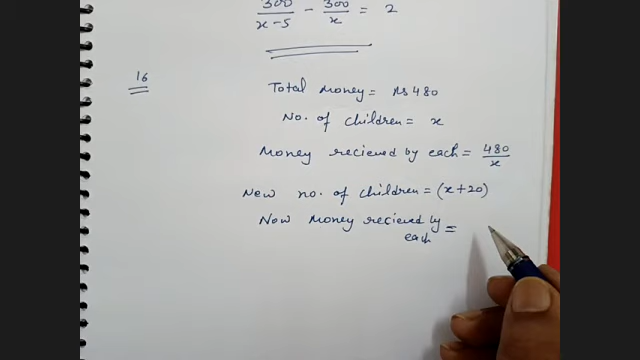 300/x-5 - 300/x = 2
16
Total money = Rs 480
No. of children = x
Money recieved by each = 480/x
New no. of children = (x+20)
Now Money recieved by
each =